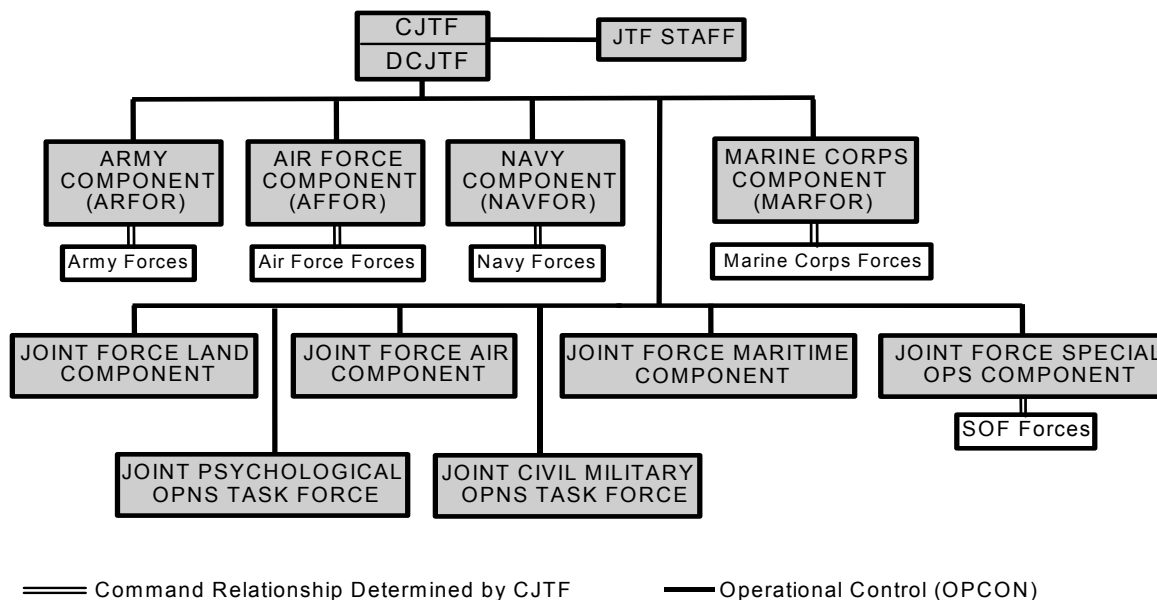 CJTF
DCJTF
JTF STAFF
ARMY
COMPONENT
(ARFOR)
AIR FORCE
COMPONENT
(AFFOR)
NAVY
COMPONENT
(NAVFOR)
MARINE CORPS
COMPONENT
(MARFOR)
Army Forces
Air Force Forces
Navy Forces
Marine Corps Forces
JOINT FORCE LAND
COMPONENT
JOINT FORCE AIR
COMPONENT
JOINT FORCE MARITIME
COMPONENT
JOINT FORCE SPECIAL
OPS COMPONENT
SOF Forces
JOINT PSYCHOLOGICAL
OPNS TASK FORCE
JOINT CIVIL MILITARY
OPNS TASK FORCE
Command Relationship Determined by CJTF
Operational Control (OPCON)